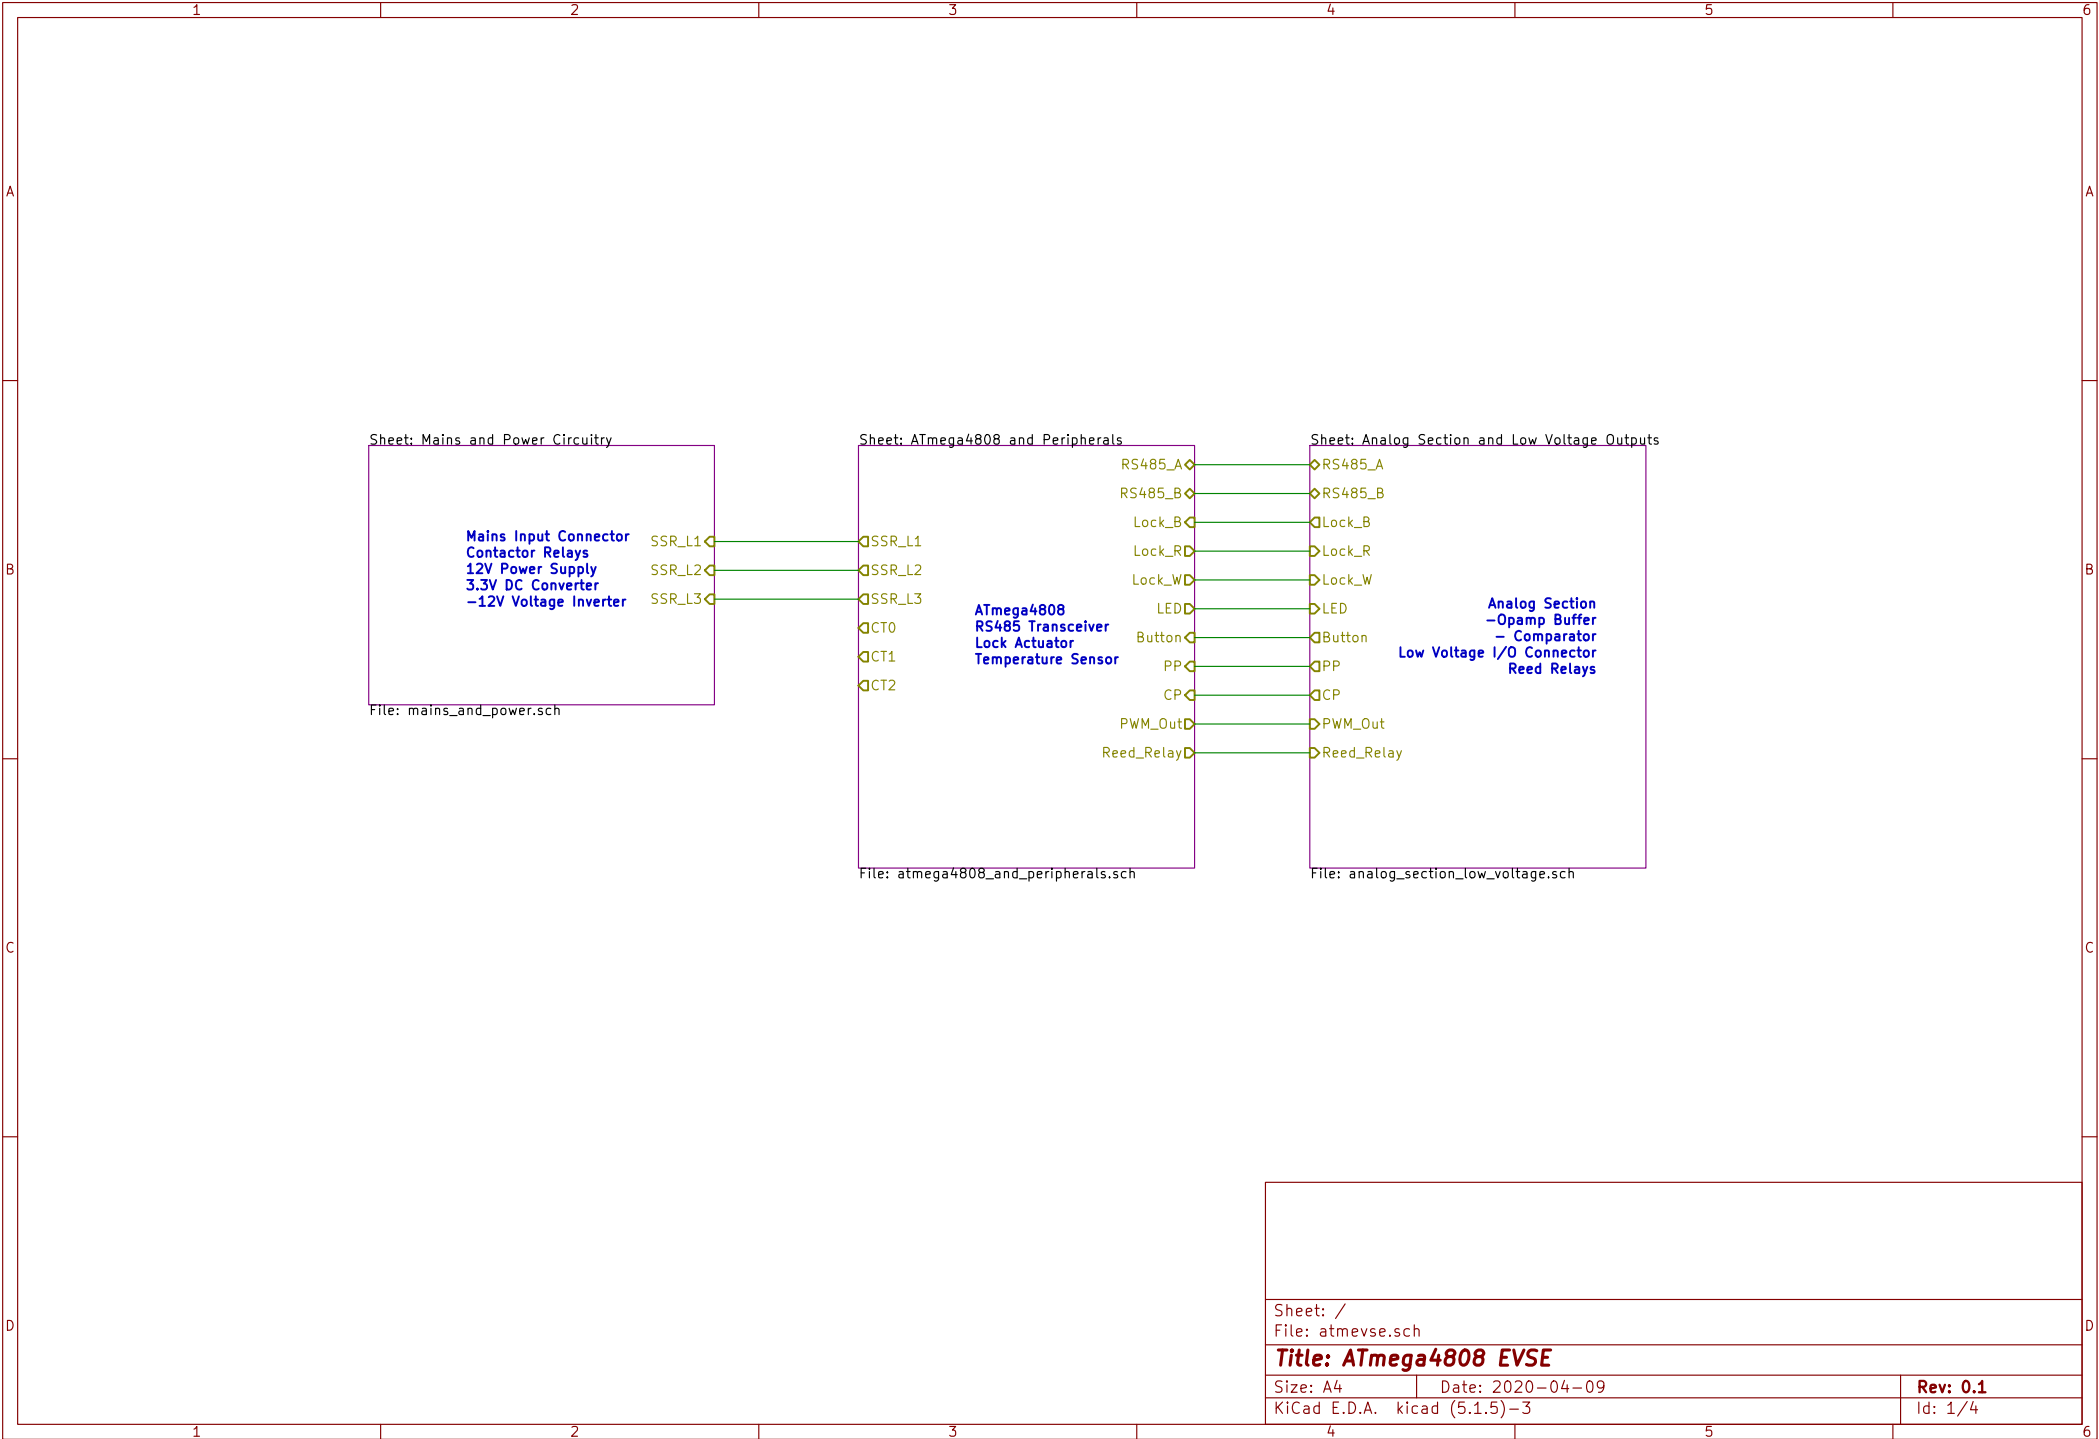 1 2 3 4 5 6
A A
B B
C C
D D
Sheet: Mains and Power Circuitry
Mains Input Connector
Contactor Relays
12V Power Supply
3.3V DC Converter
-12V Voltage Inverter
SSR_L1
SSR_L2
SSR_L3
File: mains_and_power.sch
Sheet: ATmega4808 and Peripherals
SSR_L1
SSR_L2
SSR_L3
CT0
CT1
CT2
ATmega4808
RS485 Transceiver
Lock Actuator
Temperature Sensor
RS485_A
RS485_B
Lock_B
Lock_R
Lock_W
LED
Button
PP
CP
PWM_Out
Reed_Relay
File: atmega4808_and_peripherals.sch
Sheet: Analog Section and Low Voltage Outputs
RS485_A
RS485_B
Lock_B
Lock_R
Lock_W
LED
Button
PP
CP
PWM_Out
Reed_Relay
Analog Section
-Opamp Buffer
- Comparator
Low Voltage I/O Connector
Reed Relays
File: analog_section_low_voltage.sch
Sheet: /
File: atmevse.sch
Title: ATmega4808 EVSE
Size: A4 Date: 2020-04-09 Rev: 0.1
KiCad E.D.A. kicad (5.1.5)-3 Id: 1/4
1 2 3 4 5 6